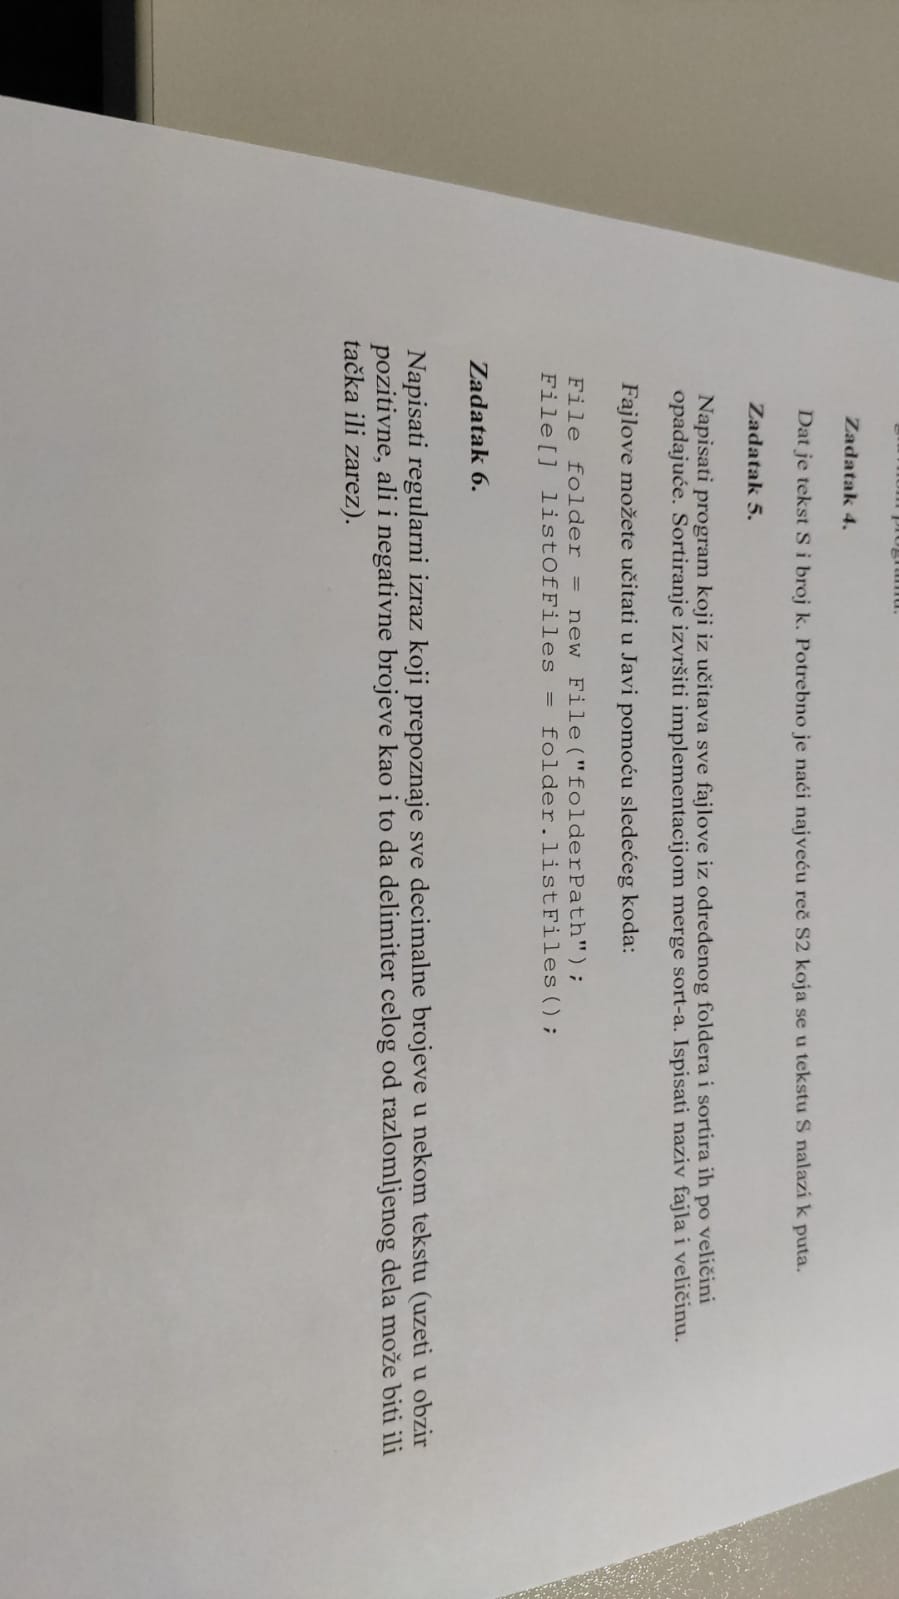 glavnom programu.
Zadatak 4.
Dat je tekst S i broj k. Potrebno je naći najveću reč S2 koja se u tekstu S nalazi k puta.
Zadatak 5.
Napisati program koji iz učitava sve fajlove iz određenog foldera i sortira ih po veličini
opadajuće. Sortiranje izvršiti implementacijom merge sort-a. Ispisati naziv fajla i veličinu.
Fajlove možete učitati u Javi pomoću sledećeg koda:
File folder = new File("folderPath");
File[] listOfFiles = folder.listFiles();
Zadatak 6.
Napisati regularni izraz koji prepoznaje sve decimalne brojeve u nekom tekstu (uzeti u obzir
pozitivne, ali i negativne brojeve kao i to da delimiter celog od razlomljenog dela može biti ili
tačka ili zarez).